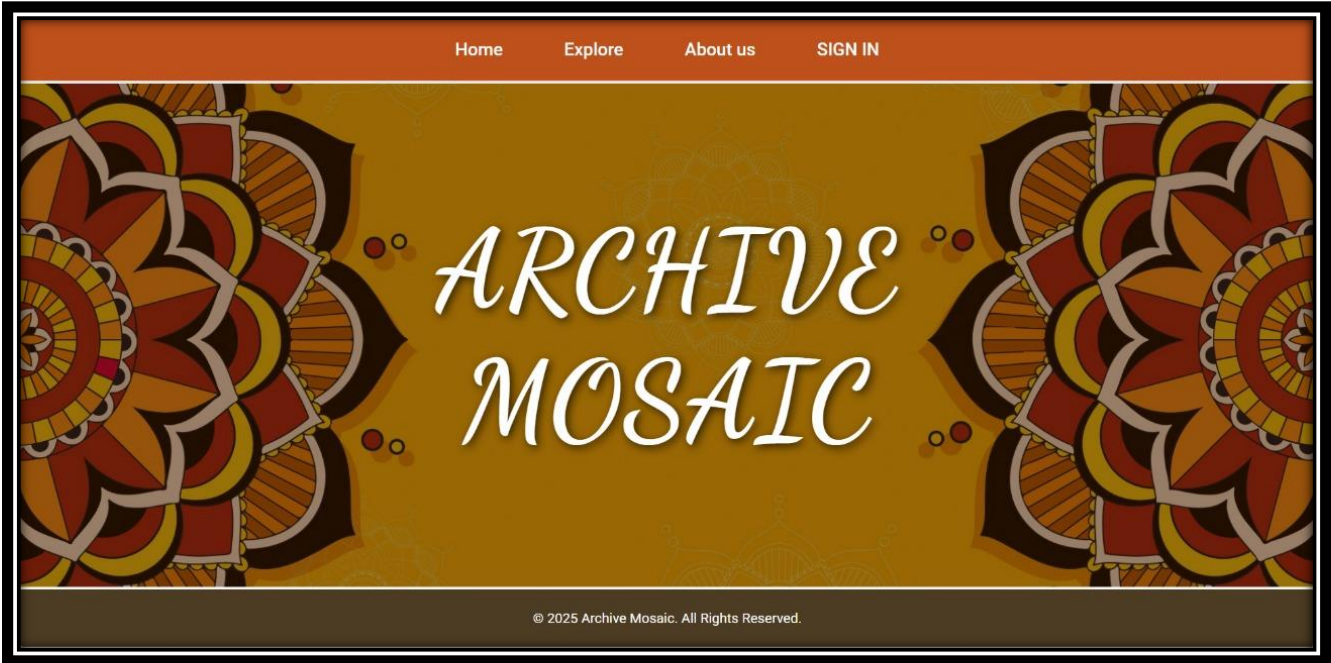 Home Explore About us SIGN IN
ARCHIVE
MOSAIC
© 2025 Archive Mosaic. All Rights Reserved.